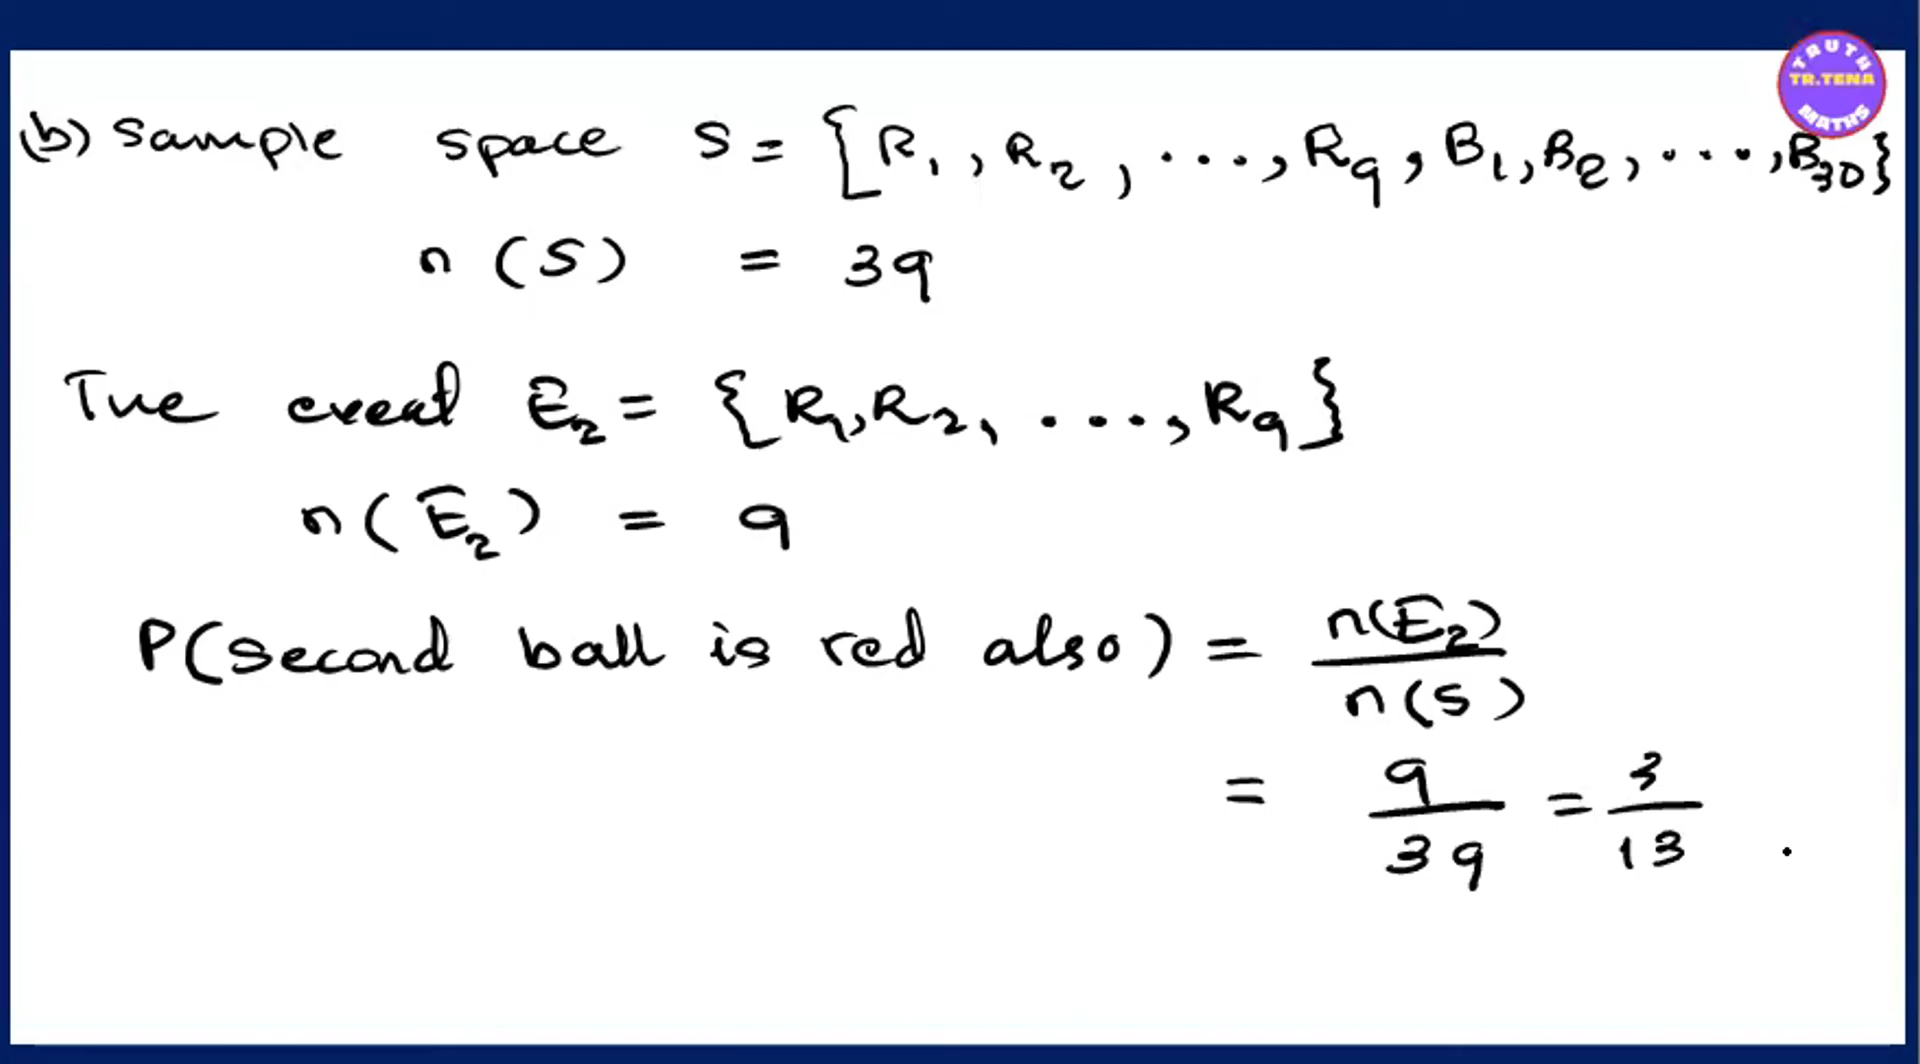 TRUTH
TR.TENA
MATHS
(b) Sample space S = {R₁, R₂, ..., R₉, B₁, B₂, ..., B₃₀}
n (S) = 39
The event E₂ = {R₁, R₂, ..., R₉}
n(E₂) = 9
P(second ball is red also) = n(E₂)/n(S)
= 9/39 = 3/13 .